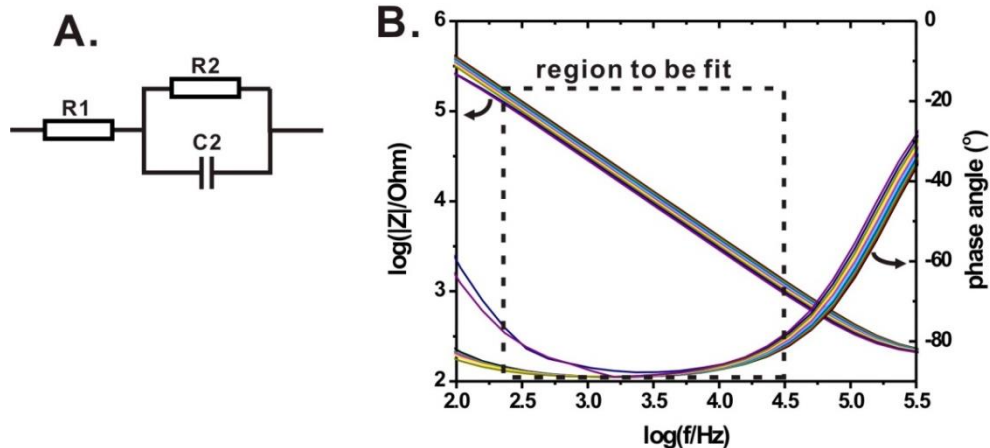 A.
R1
R2
C2
B.
region to be fit
log(|Z|/Ohm)
6
5
4
3
2
2.0 2.5 3.0 3.5 4.0 4.5 5.0 5.5
log(f/Hz)
0
-20
-40
-60
-80
phase angle (°)